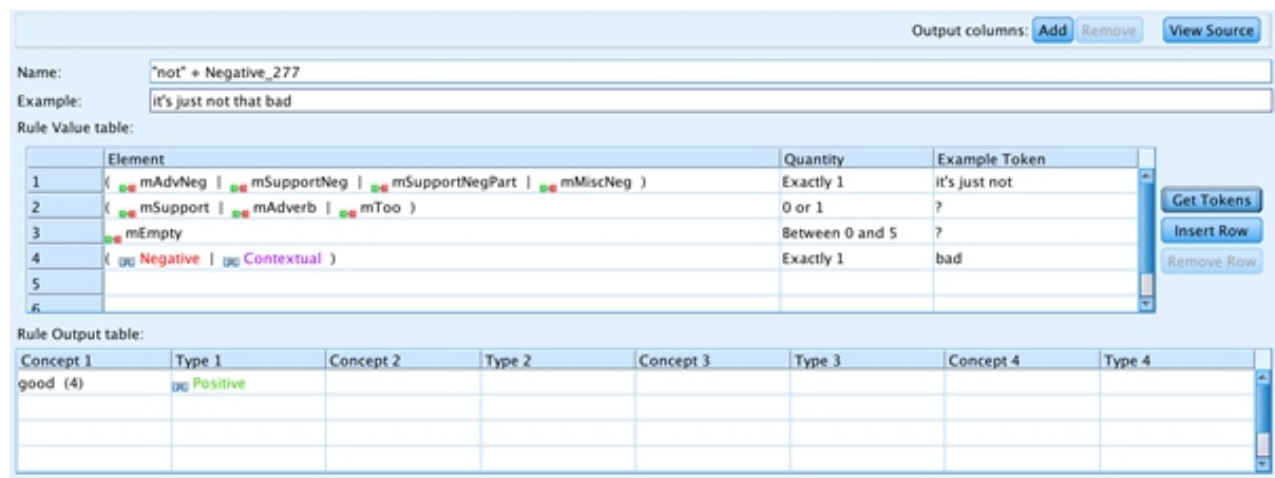 Output columns: Add Remove View Source
Name: "not" + Negative_277
Example: it's just not that bad
Rule Value table:
Element Quantity Example Token
1 ( mAdvNeg | mSupportNeg | mSupportNegPart | mMiscNeg ) Exactly 1 it's just not
2 ( mSupport | mAdverb | mToo ) 0 or 1 ?
Get Tokens
3 mEmpty Between 0 and 5 ?
Insert Row
4 ( Negative | Contextual ) Exactly 1 bad
Remove Row
5
6
Rule Output table:
Concept 1 Type 1 Concept 2 Type 2 Concept 3 Type 3 Concept 4 Type 4
good (4) Positive